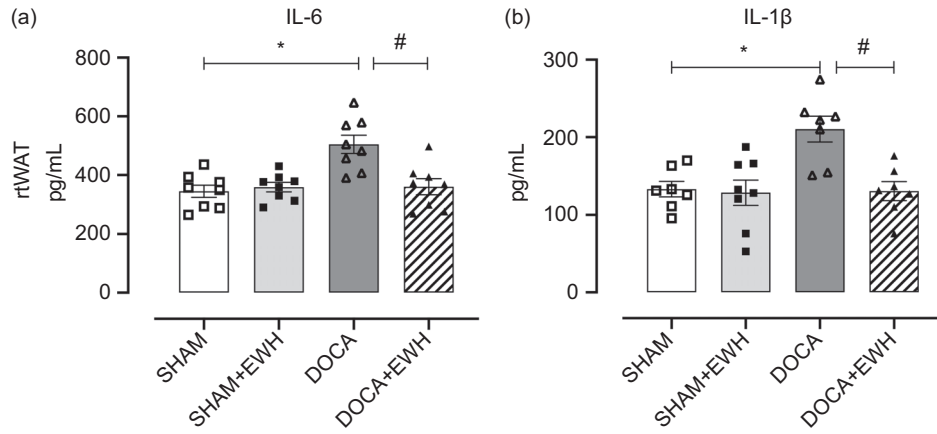 (a)
IL-6
*
#
rtWAT
pg/mL
800
600
400
200
0
SHAM
SHAM+EWH
DOCA
DOCA+EWH
(b)
IL-1β
*
#
pg/mL
300
200
100
0
SHAM
SHAM+EWH
DOCA
DOCA+EWH